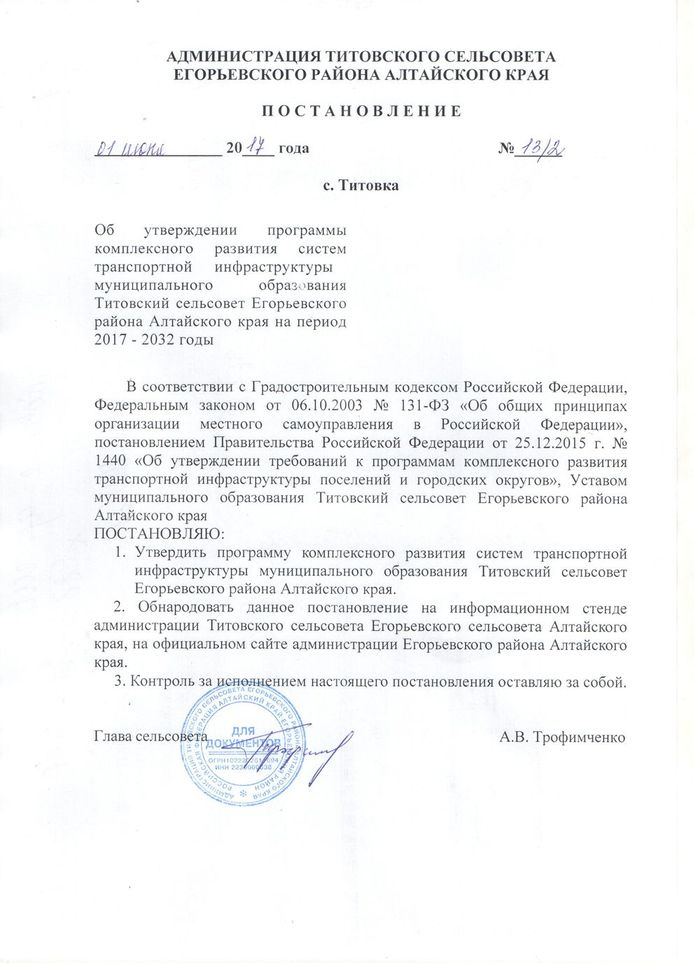 АДМИНИСТРАЦИЯ ТИТОВСКОГО СЕЛЬСОВЕТА
ЕГОРЬЕВСКОГО РАЙОНА АЛТАЙСКОГО КРАЯ
П О С Т А Н О В Л Е Н И Е
01 июня 2017 года № 13/2
с. Титовка
Об утверждении программы
комплексного развития систем
транспортной инфраструктуры
муниципального образования
Титовский сельсовет Егорьевского
района Алтайского края на период
2017 - 2032 годы
В соответствии с Градостроительным кодексом Российской Федерации,
Федеральным законом от 06.10.2003 № 131-ФЗ «Об общих принципах
организации местного самоуправления в Российской Федерации»,
постановлением Правительства Российской Федерации от 25.12.2015 г. №
1440 «Об утверждении требований к программам комплексного развития
транспортной инфраструктуры поселений и городских округов», Уставом
муниципального образования Титовский сельсовет Егорьевского района
Алтайского края
ПОСТАНОВЛЯЮ:
1. Утвердить программу комплексного развития систем транспортной
инфраструктуры муниципального образования Титовский сельсовет
Егорьевского района Алтайского края.
2. Обнародовать данное постановление на информационном стенде
администрации Титовского сельсовета Егорьевского сельсовета Алтайского
края, на официальном сайте администрации Егорьевского района Алтайского
края.
3. Контроль за исполнением настоящего постановления оставляю за собой.
Глава сельсовета А.В. Трофимченко
ДЛЯ
ДОКУМЕНТОВ